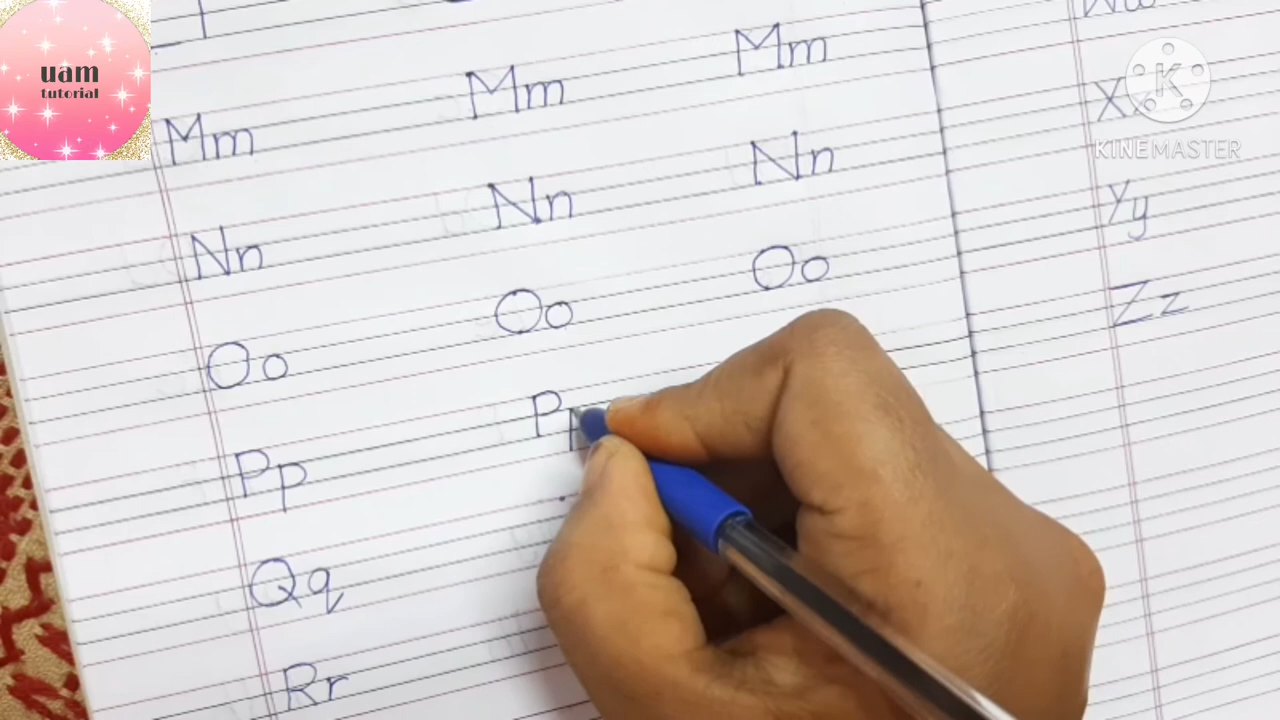 uam
tutorial
KINEMASTER
Mm Mm Mm
Nn Nn Nn
Oo Oo Oo
Pp P
Qq
Rr
Xx
Yy
Zz